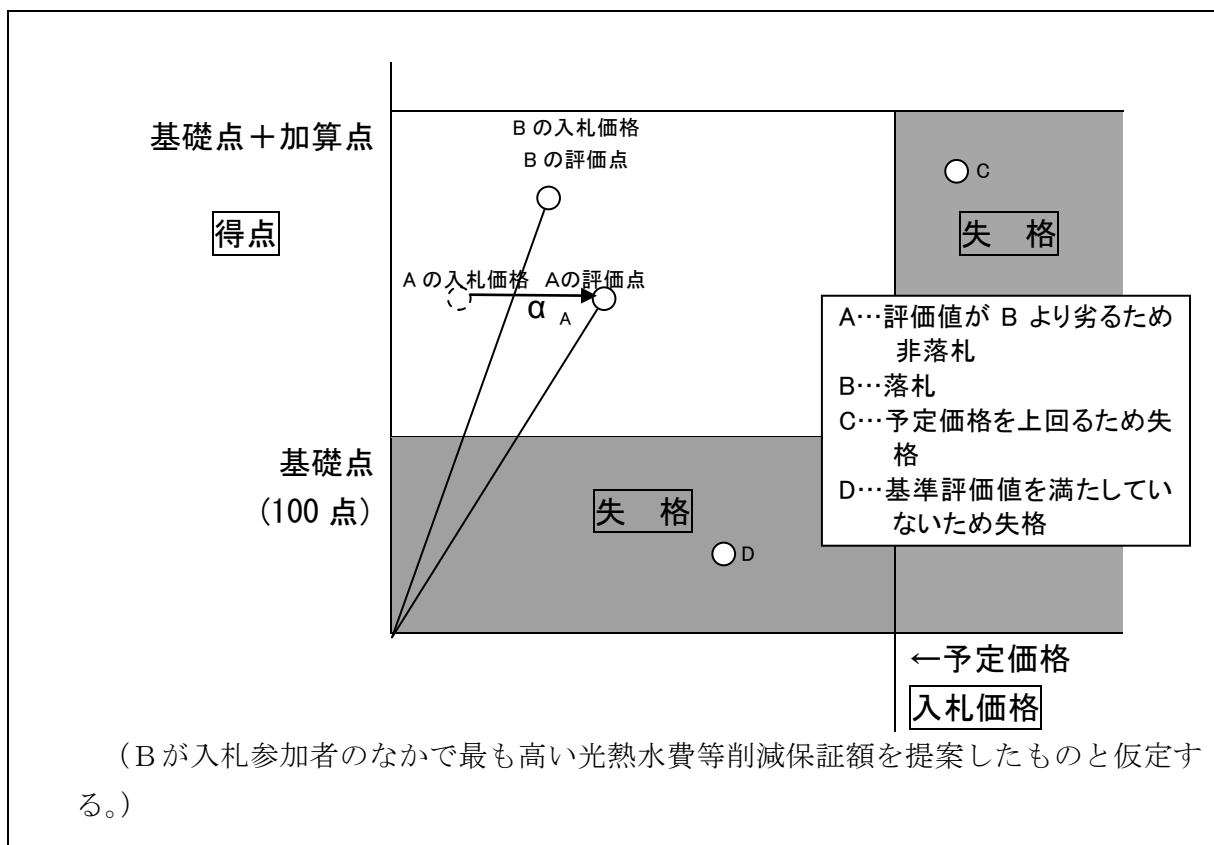 基礎点＋加算点
得点
Bの入札価格
Bの評価点
C
失　格
Aの入札価格　Aの評価点
α A
A…評価値が B より劣るため
非落札
B…落札
C…予定価格を上回るため失
格
D…基準評価値を満たしてい
ないため失格
基礎点
(100 点)
失　格
D
←予定価格
入札価格
（Ｂが入札参加者のなかで最も高い光熱水費等削減保証額を提案したものと仮定す
る。）